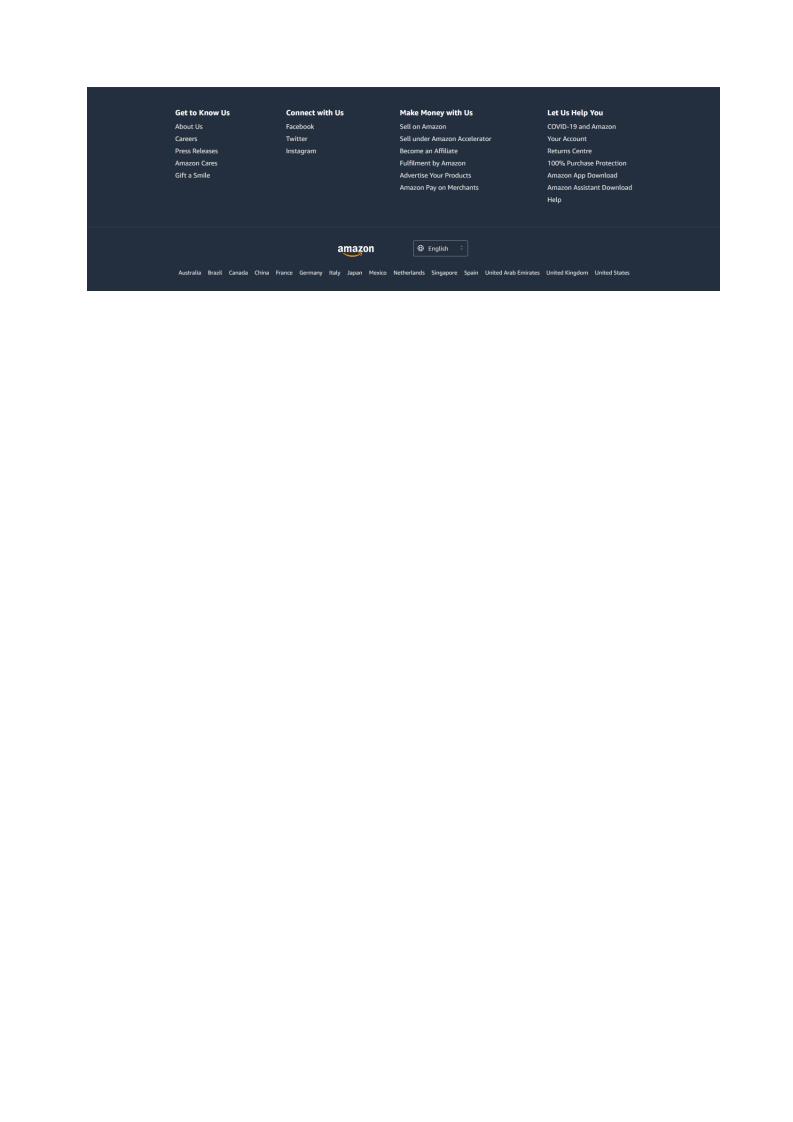 Get to Know Us
About Us
Careers
Press Releases
Amazon Cares
Gift a Smile
Connect with Us
Facebook
Twitter
Instagram
Make Money with Us
Sell on Amazon
Sell under Amazon Accelerator
Become an Affiliate
Fulfilment by Amazon
Advertise Your Products
Amazon Pay on Merchants
Let Us Help You
COVID-19 and Amazon
Your Account
Returns Centre
100% Purchase Protection
Amazon App Download
Amazon Assistant Download
Help
amazon English
Australia Brazil Canada China France Germany Italy Japan Mexico Netherlands Singapore Spain United Arab Emirates United Kingdom United States